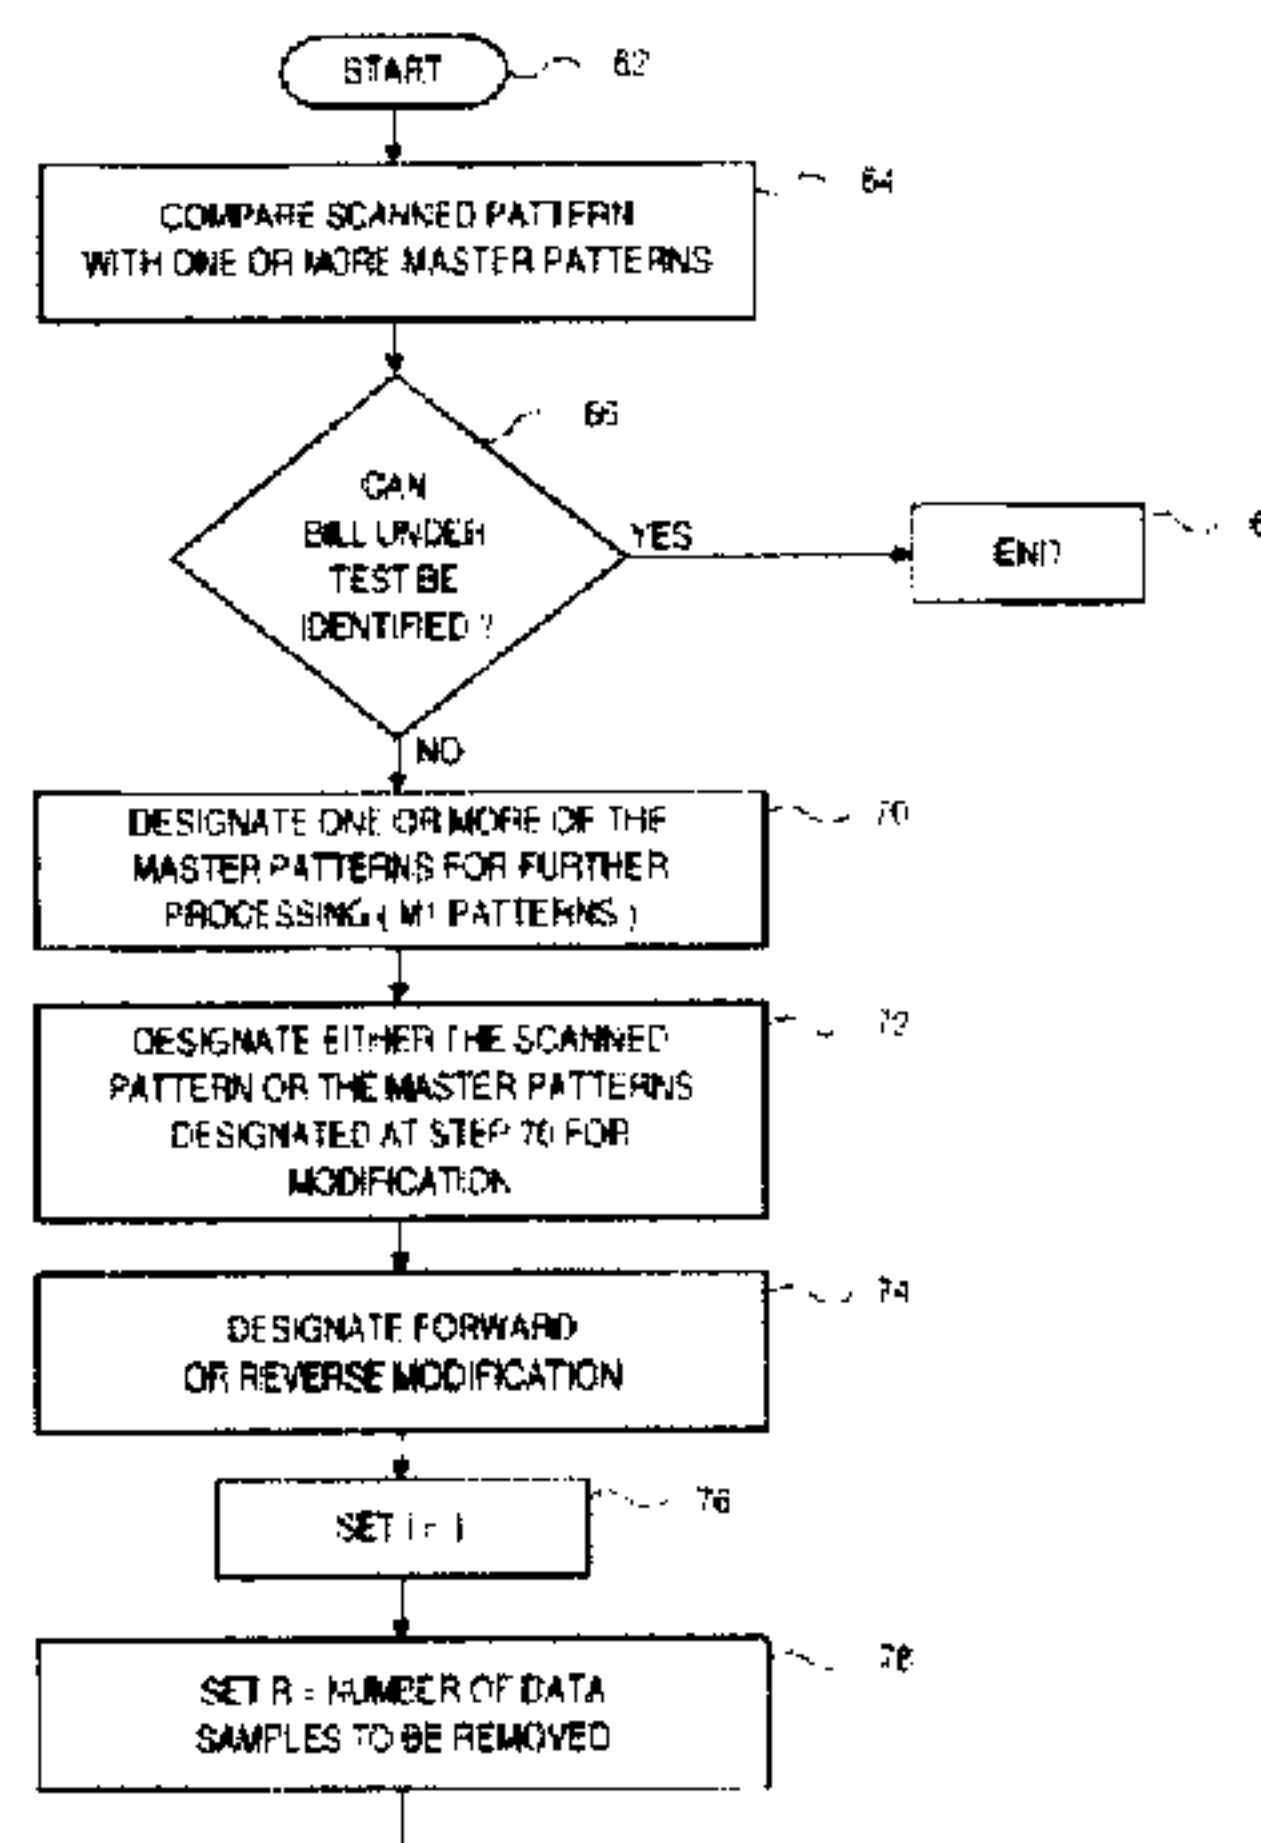 START
62
COMPARE SCANNED PATTERN
WITH ONE OR MORE MASTER PATTERNS
64
66
CAN
BILL UNDER
TEST BE
IDENTIFIED ?
YES
END
NO
DESIGNATE ONE OR MORE OF THE
MASTER PATTERNS FOR FURTHER
PROCESSING ( M1 PATTERNS )
70
DESIGNATE EITHER THE SCANNED
PATTERN OR THE MASTER PATTERNS
DESIGNATED AT STEP 70 FOR
MODIFICATION
72
DESIGNATE FORWARD
OR REVERSE MODIFICATION
74
SET i = 1
76
SET R = NUMBER OF DATA
SAMPLES TO BE REMOVED
78